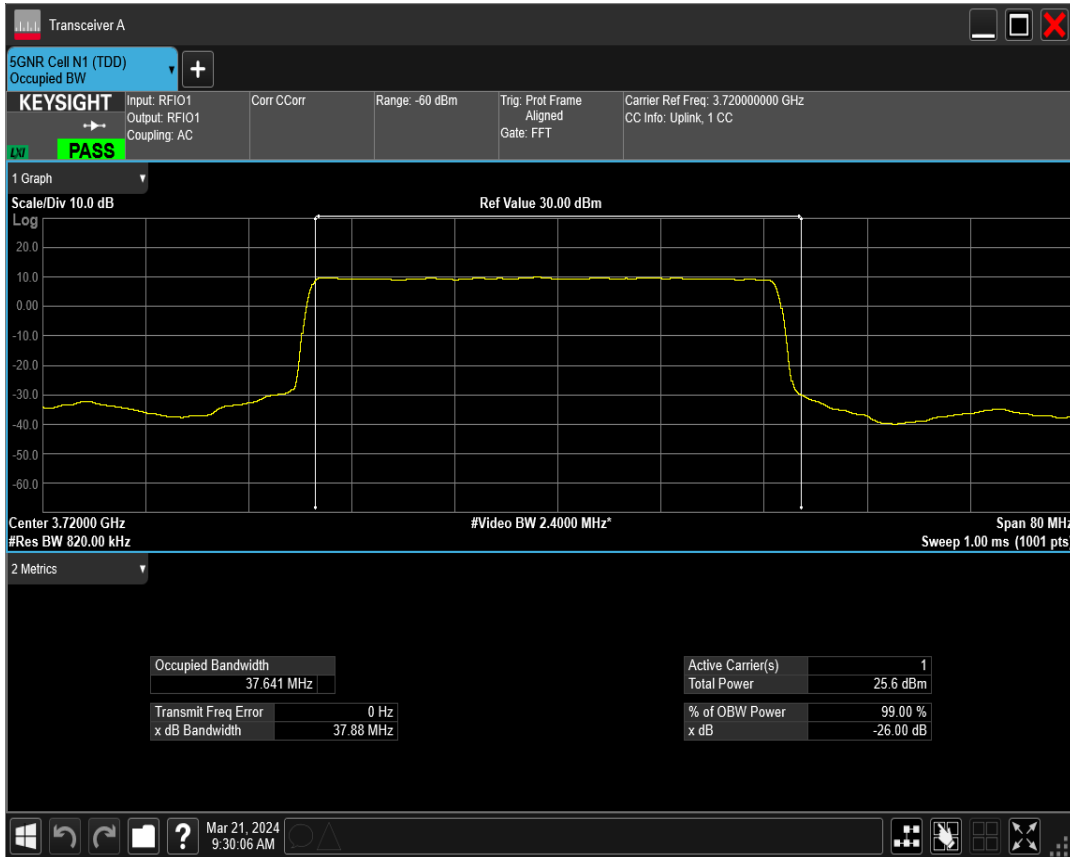 Transceiver A
5GNR Cell N1 (TDD)
Occupied BW
+
KEYSIGHT
LXI
PASS
Input: RFIO1
Output: RFIO1
Coupling: AC
Corr CCorr
Range: -60 dBm
Trig: Prot Frame
Aligned
Gate: FFT
Carrier Ref Freq: 3.720000000 GHz
CC Info: Uplink, 1 CC
1 Graph
Scale/Div 10.0 dB
Ref Value 30.00 dBm
Log
20.0
10.0
0.00
-10.0
-20.0
-30.0
-40.0
-50.0
-60.0
Center 3.72000 GHz
#Video BW 2.4000 MHz*
Span 80 MHz
#Res BW 820.00 kHz
Sweep 1.00 ms (1001 pts)
2 Metrics
Occupied Bandwidth
37.641 MHz
Transmit Freq Error 0 Hz
x dB Bandwidth 37.88 MHz
Active Carrier(s) 1
Total Power 25.6 dBm
% of OBW Power 99.00 %
x dB -26.00 dB
?
Mar 21, 2024
9:30:06 AM